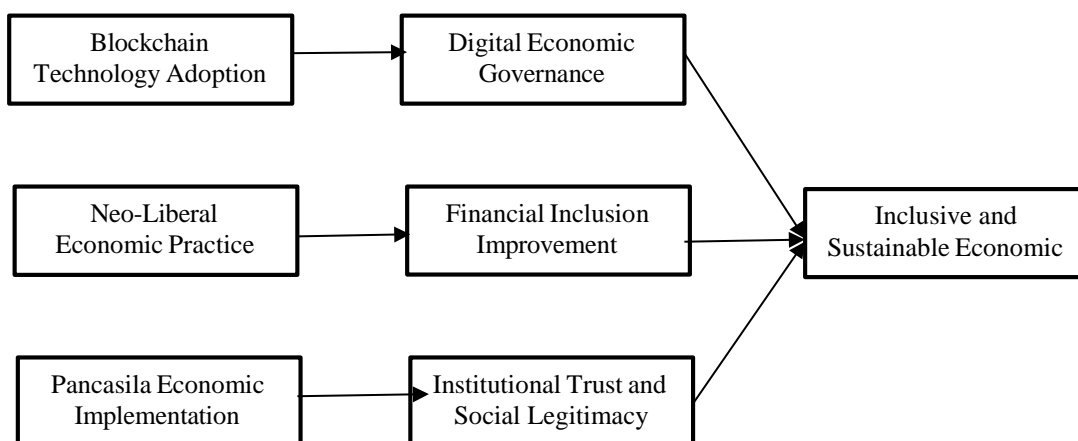 Blockchain
Technology Adoption
Digital Economic
Governance
Neo-Liberal
Economic Practice
Financial Inclusion
Improvement
Inclusive and
Sustainable Economic
Pancasila Economic
Implementation
Institutional Trust and
Social Legitimacy